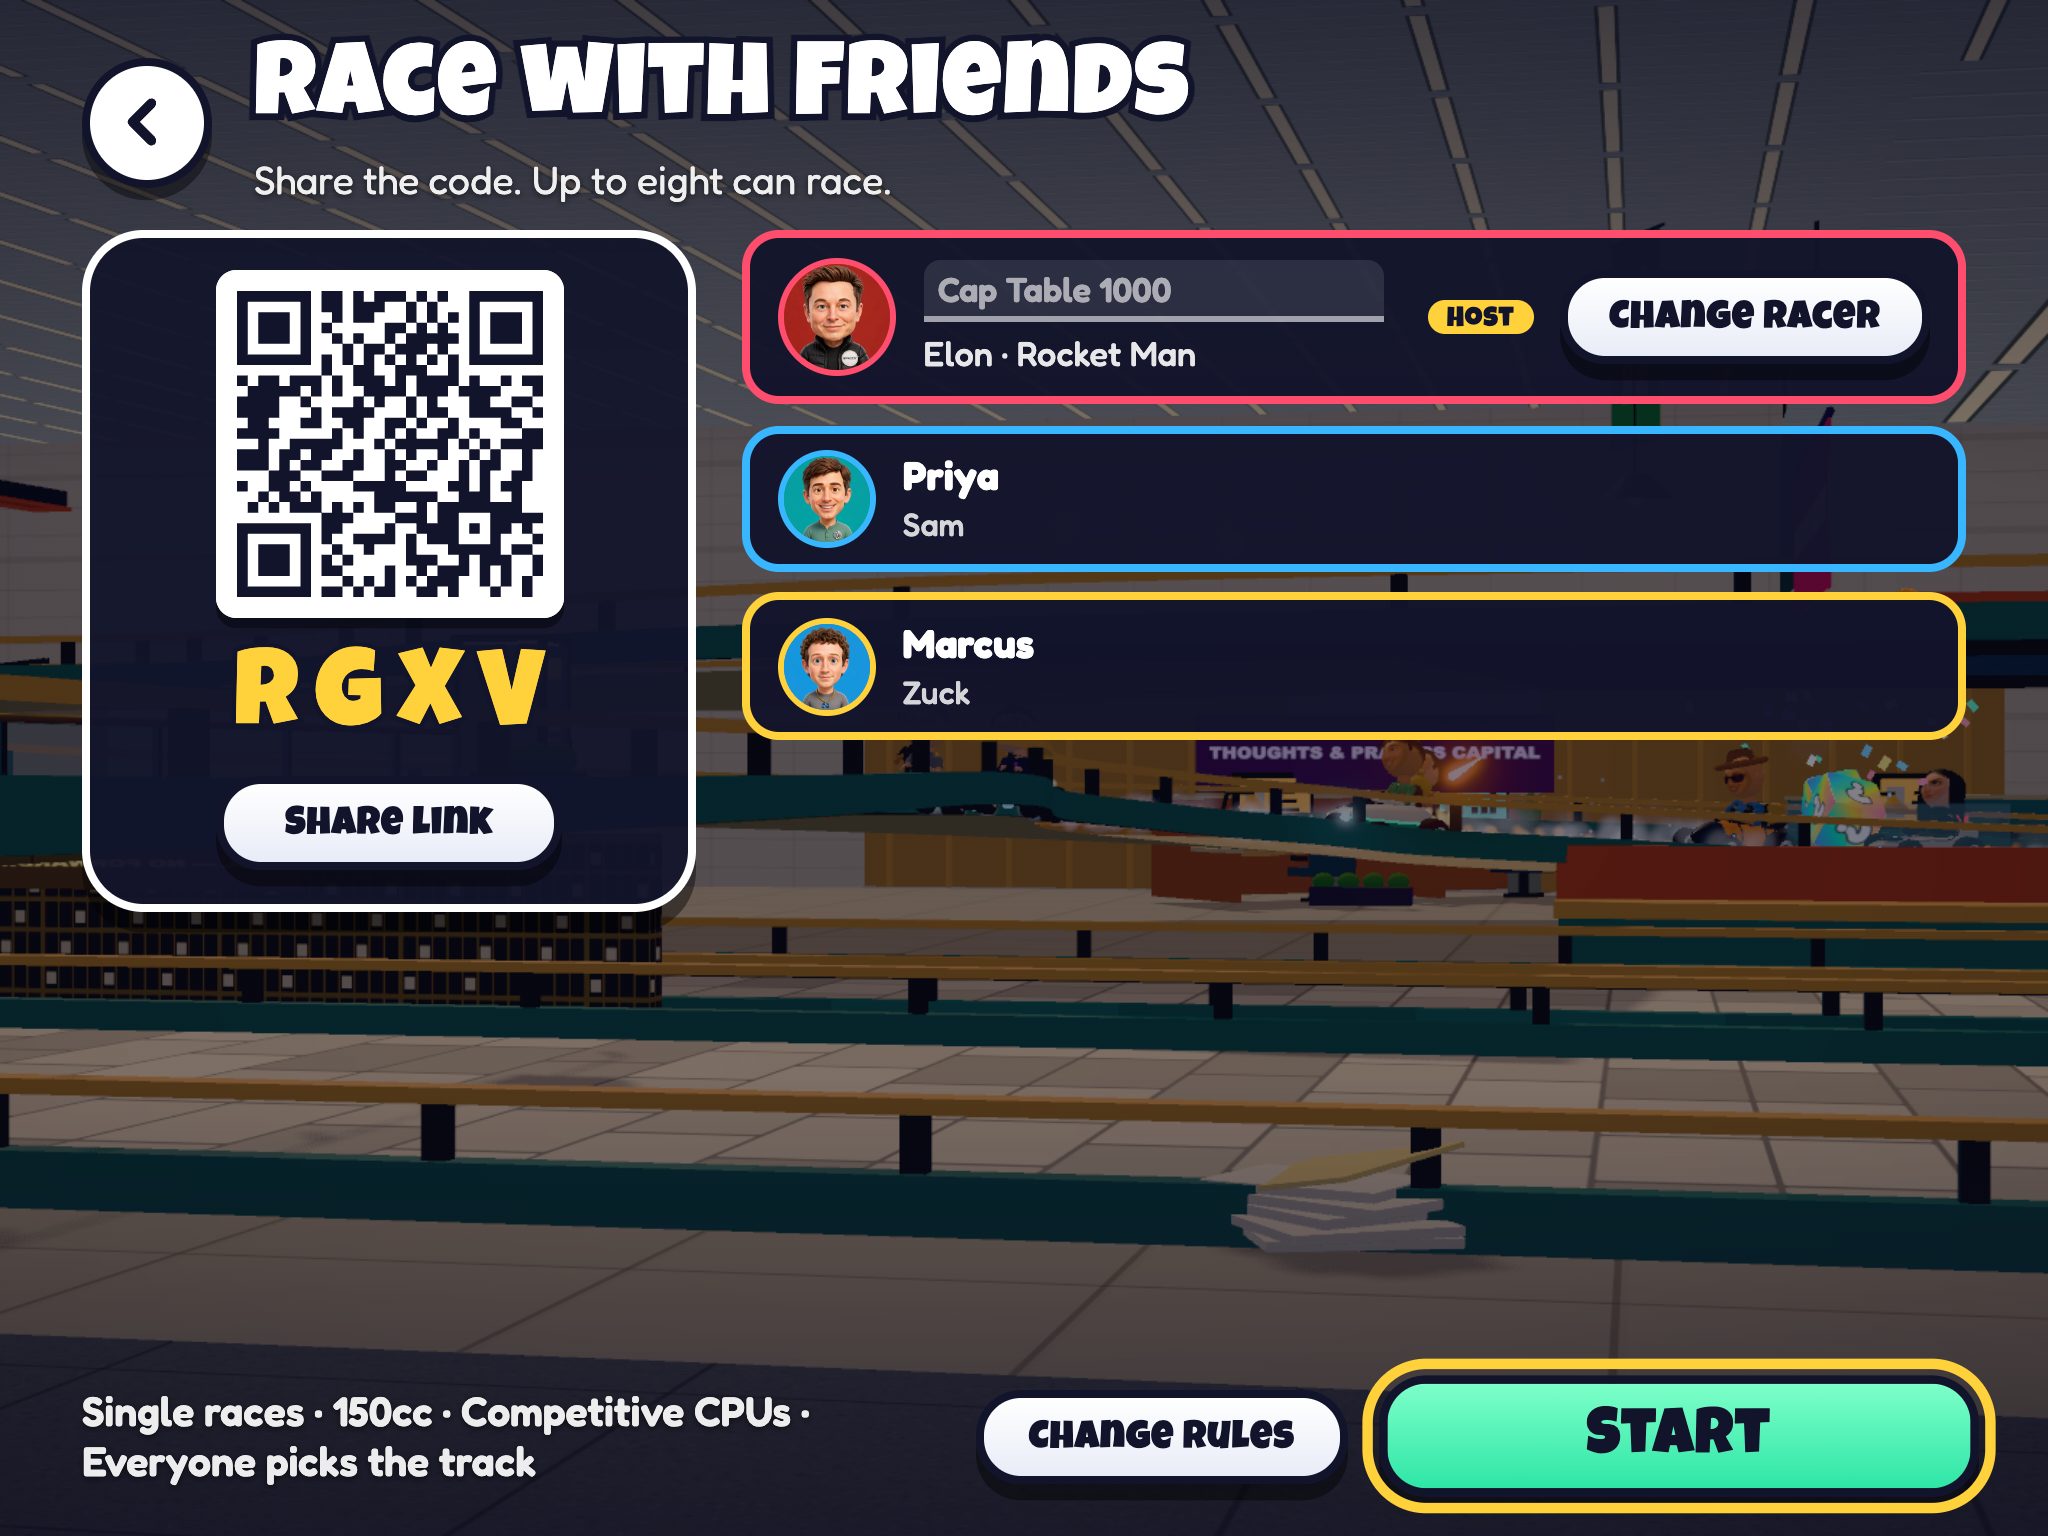 Race with Friends
Share the code. Up to eight can race.
RGXV
Share Link
Cap Table 1000
Elon · Rocket Man
HOST
Change Racer
Priya
Sam
Marcus
Zuck
THOUGHTS & CAPITAL
Single races · 150cc · Competitive CPUs ·
Everyone picks the track
Change Rules
START